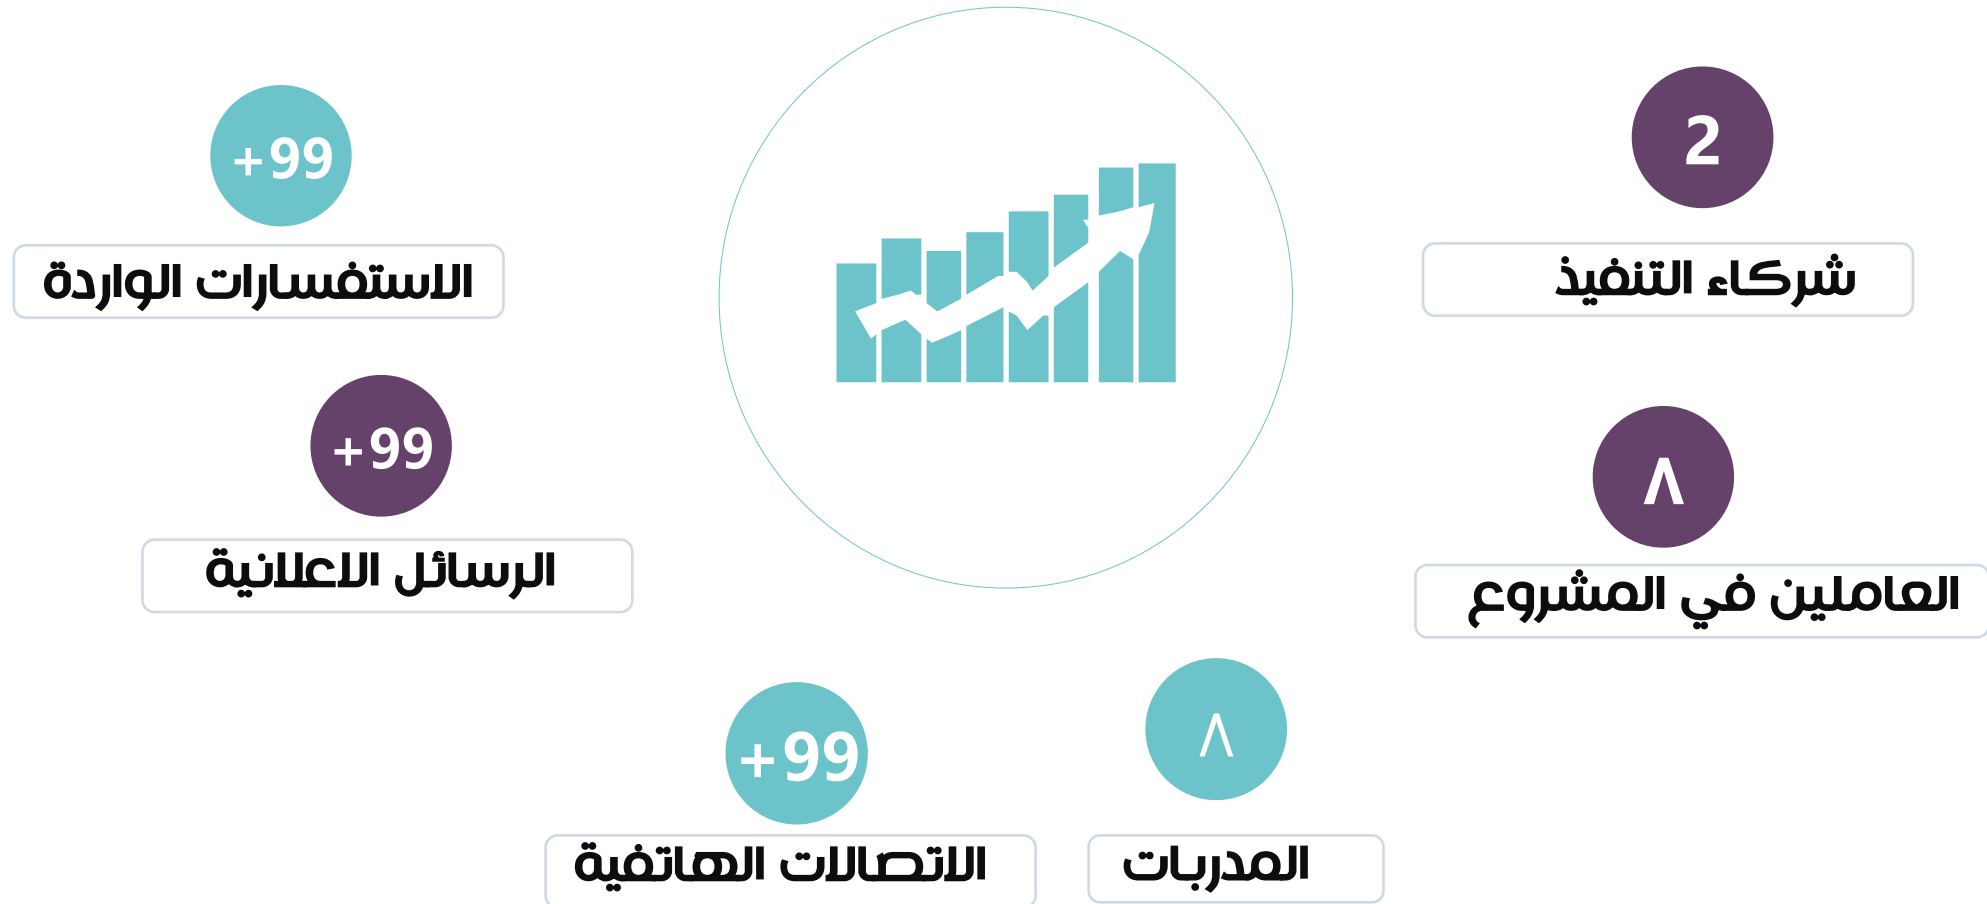 2
شركاء التنفيذ
٨
العاملين في المشروع
٨
المدربات
+99
الاتصالات الهاتفية
+99
الرسائل الاعلانية
+99
الاستفسارات الواردة